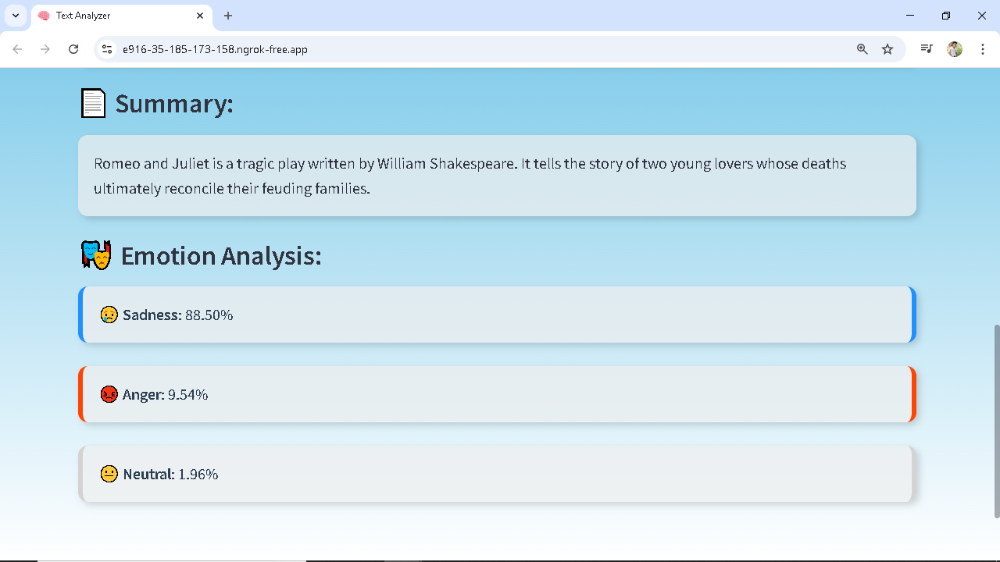 Text Analyzer
e916-35-185-173-158.ngrok-free.app
Summary:
Romeo and Juliet is a tragic play written by William Shakespeare. It tells the story of two young lovers whose deaths
ultimately reconcile their feuding families.
Emotion Analysis:
Sadness: 88.50%
Anger: 9.54%
Neutral: 1.96%